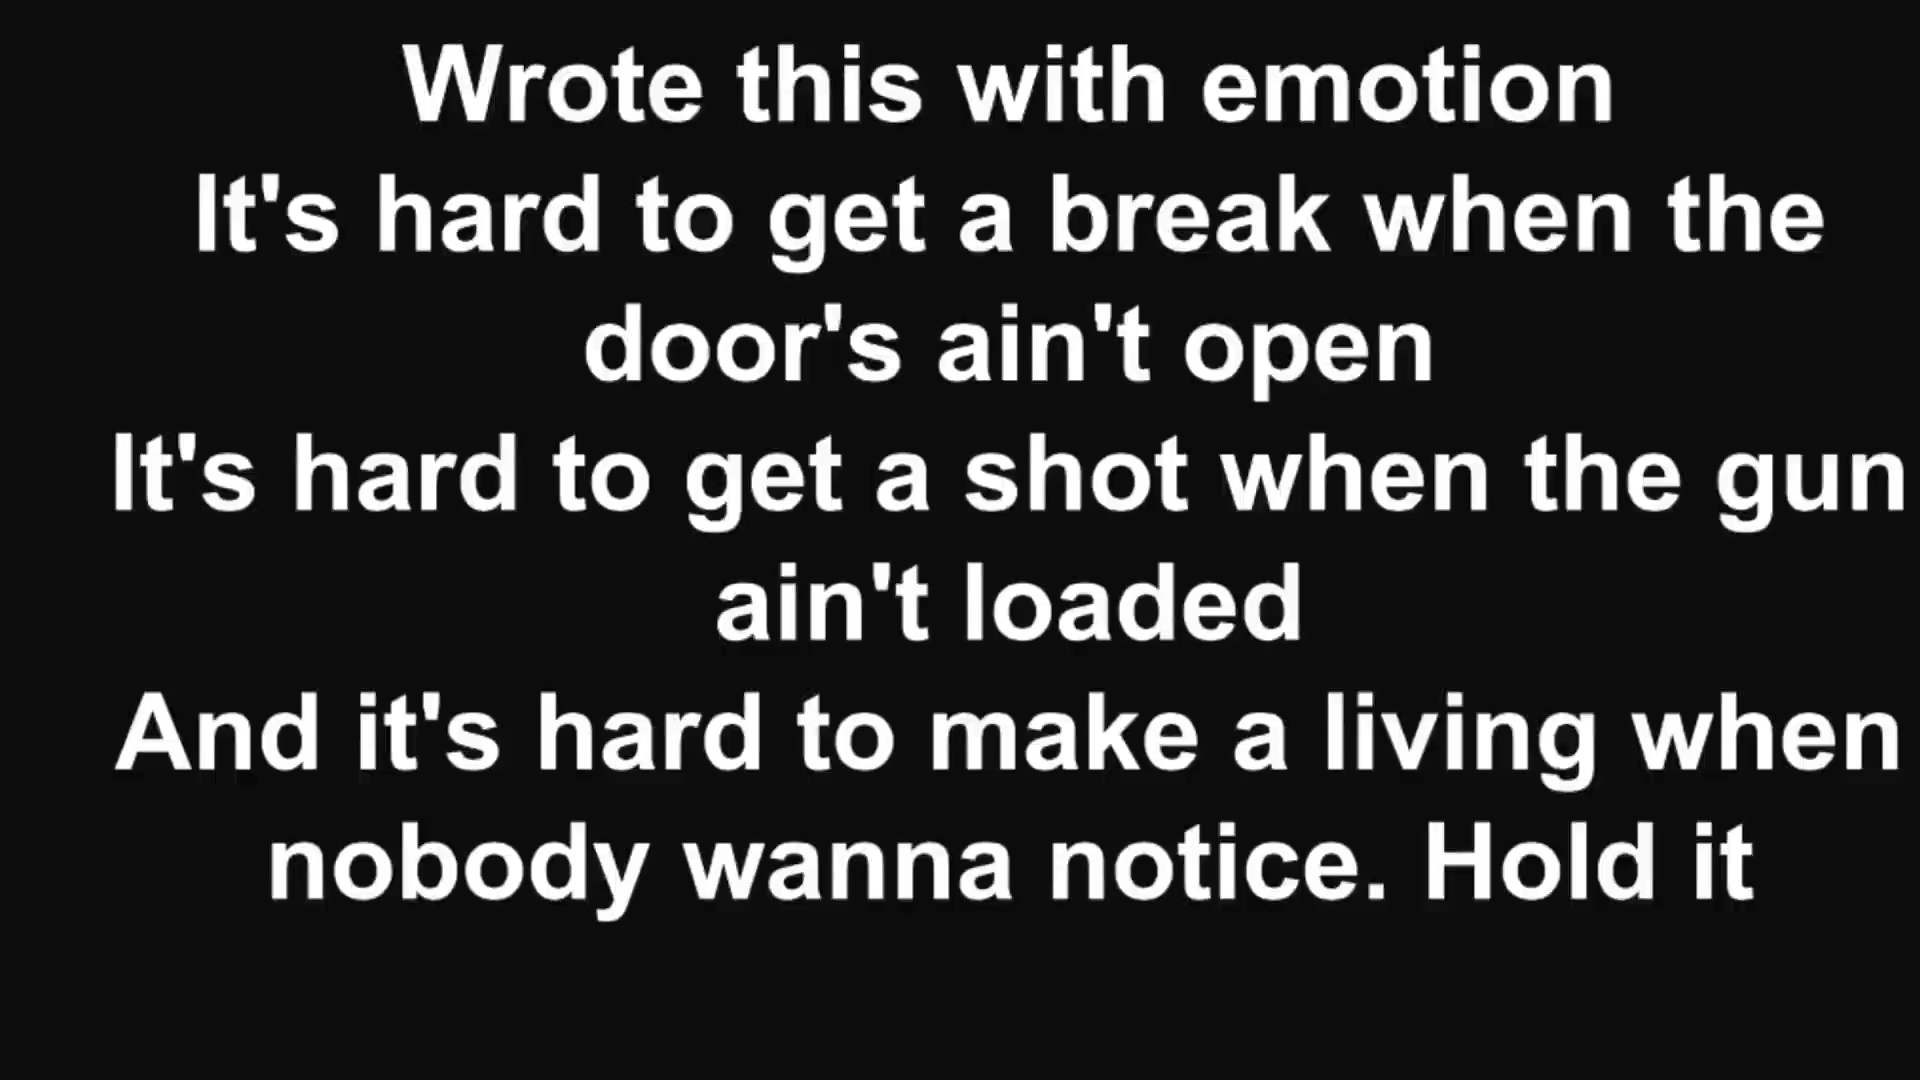 Wrote this with emotion
It's hard to get a break when the
door's ain't open
It's hard to get a shot when the gun
ain't loaded
And it's hard to make a living when
nobody wanna notice. Hold it